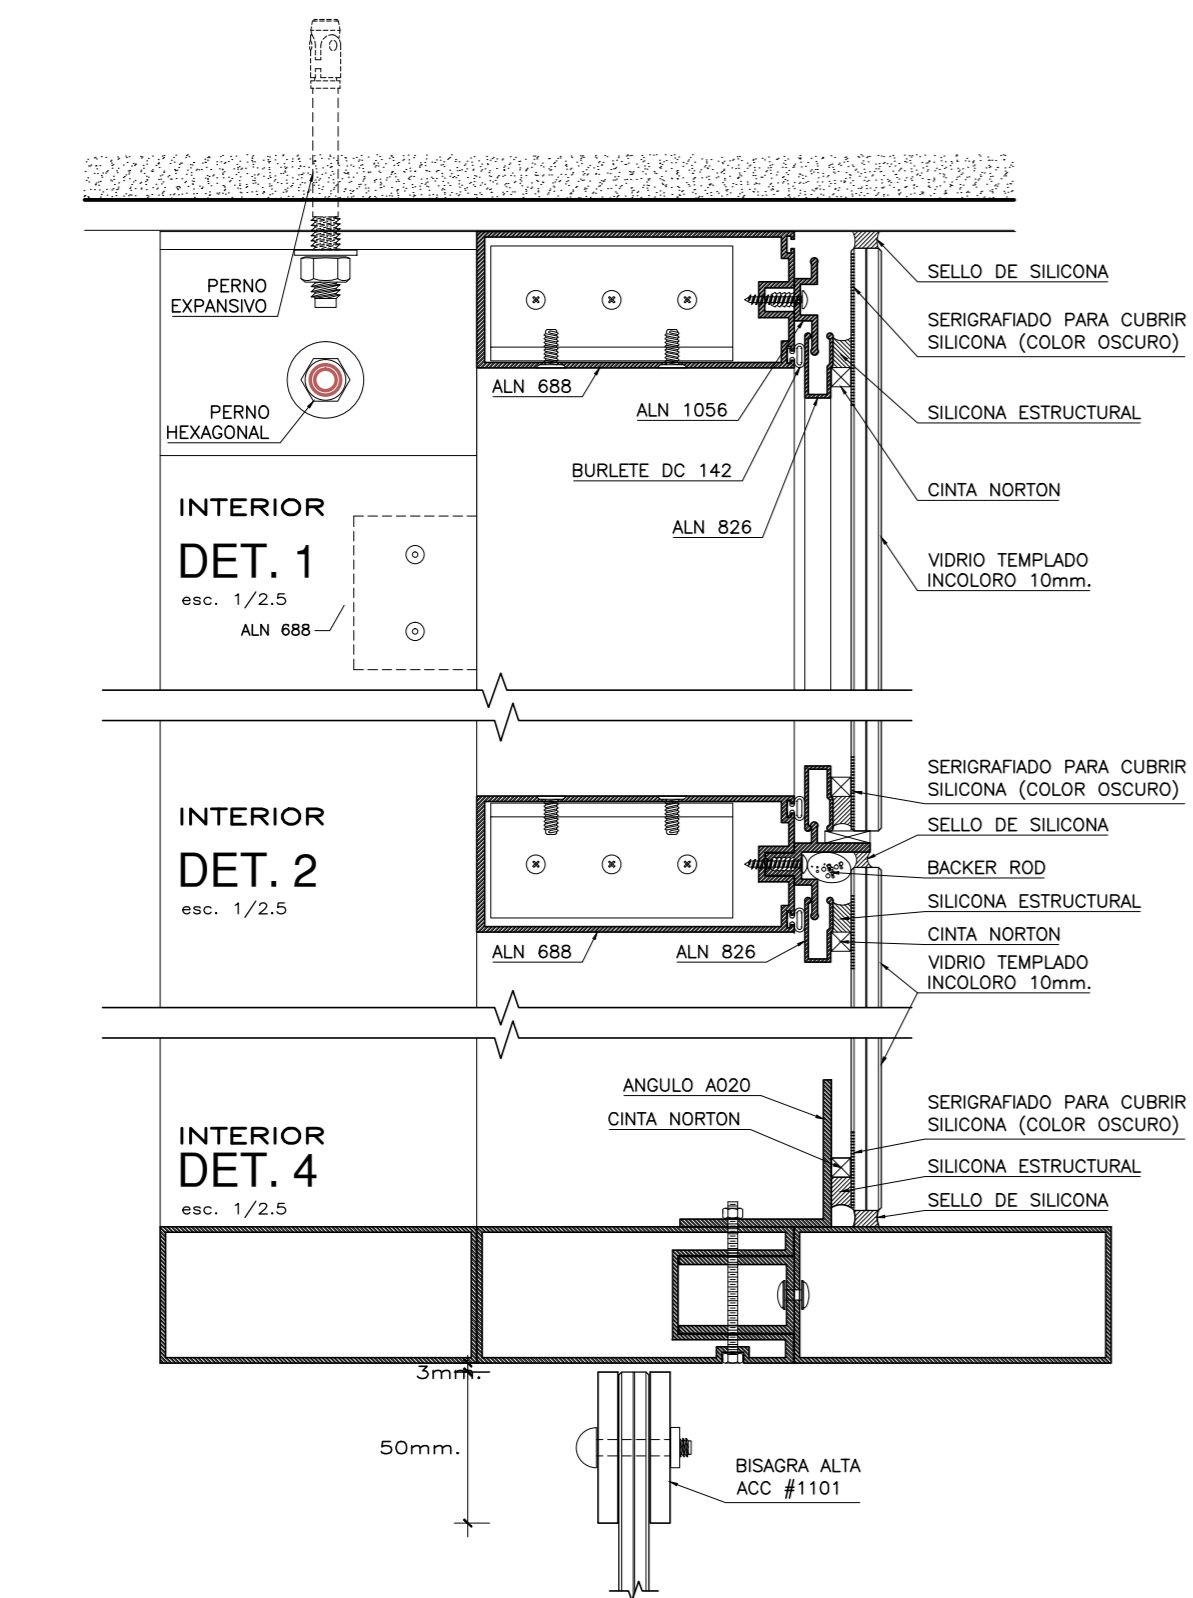 PERNO
EXPANSIVO
PERNO
HEXAGONAL
ALN 688
ALN 1056
BURLETE DC 142
ALN 826
SELLO DE SILICONA
SERIGRAFIADO PARA CUBRIR
SILICONA (COLOR OSCURO)
SILICONA ESTRUCTURAL
CINTA NORTON
VIDRIO TEMPLADO
INCOLORO 10mm.
INTERIOR
DET. 1
esc. 1/2.5
ALN 688
INTERIOR
DET. 2
esc. 1/2.5
ALN 688
ALN 826
SERIGRAFIADO PARA CUBRIR
SILICONA (COLOR OSCURO)
SELLO DE SILICONA
BACKER ROD
SILICONA ESTRUCTURAL
CINTA NORTON
VIDRIO TEMPLADO
INCOLORO 10mm.
INTERIOR
DET. 4
esc. 1/2.5
ANGULO A020
CINTA NORTON
SERIGRAFIADO PARA CUBRIR
SILICONA (COLOR OSCURO)
SILICONA ESTRUCTURAL
SELLO DE SILICONA
3mm.
50mm.
BISAGRA ALTA
ACC #1101